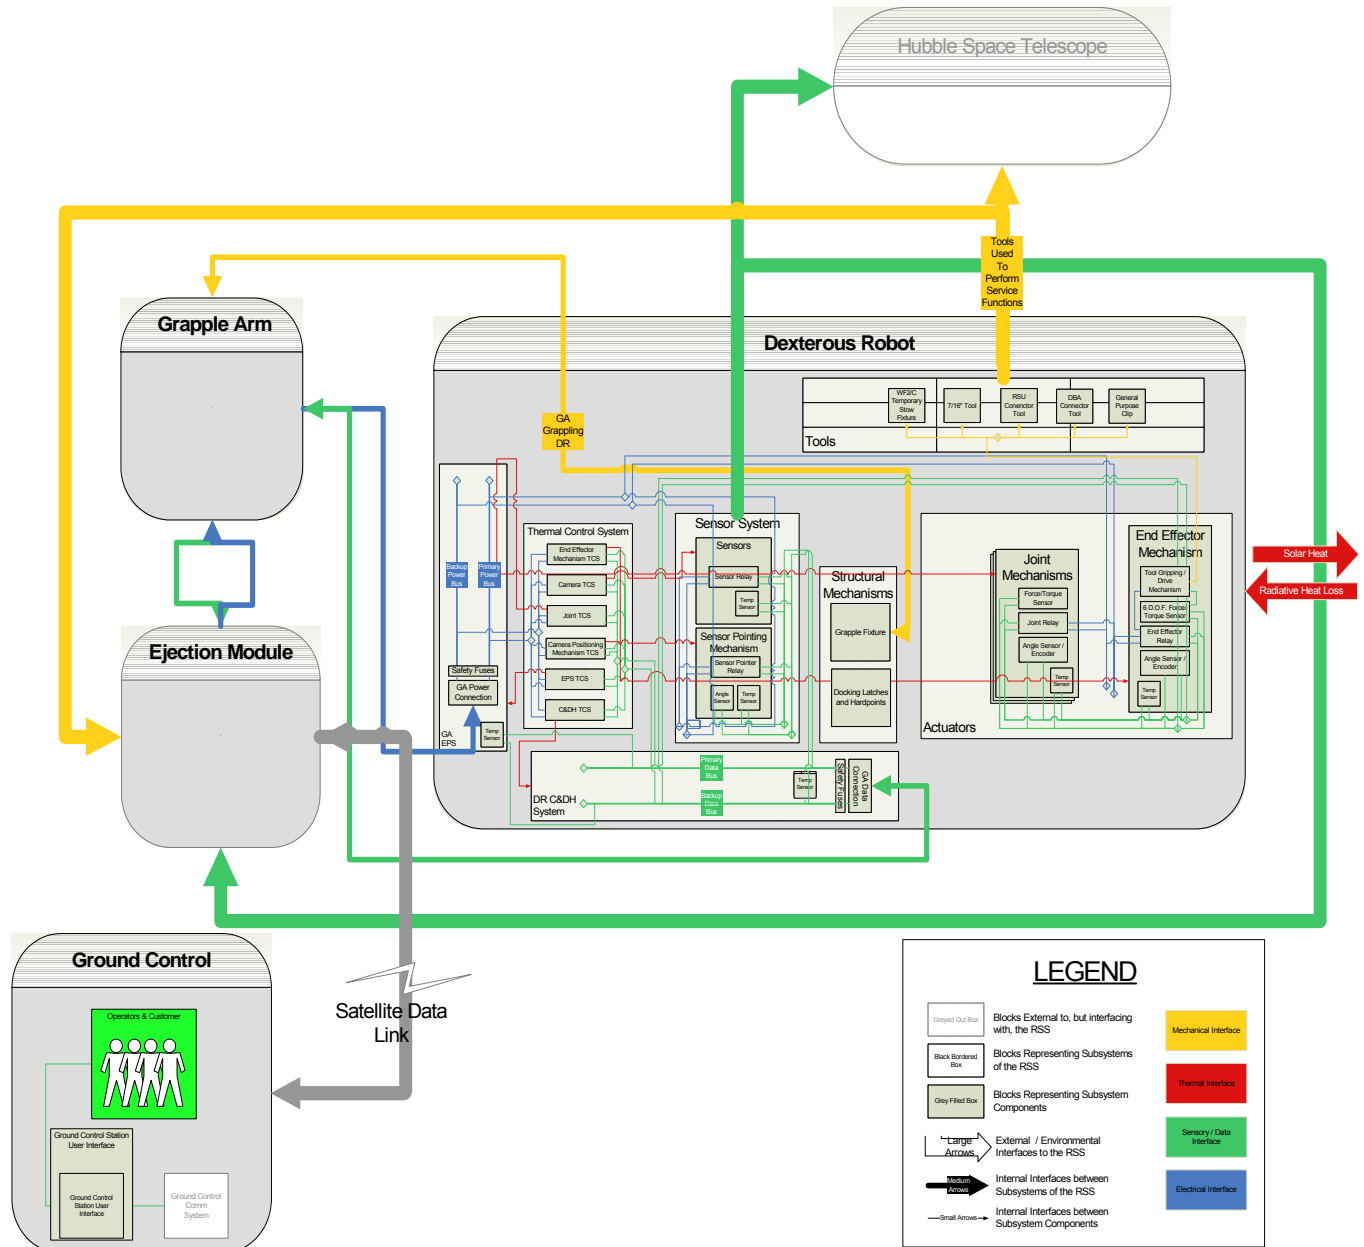 Hubble Space Telescope
Tools
Used
To
Perform
Service
Functions
Grapple Arm
Dexterous Robot
GA
Grappling
DR
WF2/C
Temporary
Stow
Fixture
7/16" Tool
RSU
Conenctor
Tool
DBA
Connector
Tool
General
Purpose
Clip
Tools
Backup
Power
Bus
Primary
Power
Bus
Safety Fuses
GA Power
Connection
GA
EPS
Temp
Sensor
Thermal Control System
End Effector
Mechanism TCS
Camera TCS
Joint TCS
Camera Positioning
Mechanism TCS
EPS TCS
C&DH TCS
Sensor System
Sensors
Sensor Relay
Temp
Sensor
Sensor Pointing
Mechanism
Sensor Pointer
Relay
Angle
Sensor
Temp
Sensor
Structural
Mechanisms
Grapple Fixture
Docking Latches
and Hardpoints
Joint
Mechanisms
Force/Torque
Sensor
Joint Relay
Angle Sensor /
Encoder
Temp
Sensor
Actuators
End Effector
Mechanism
Tool Gripping /
Drive
Mechanism
6 D.O.F. Force/
Torque Sensor
End Effector
Relay
Angle Sensor /
Encoder
Temp
Sensor
Solar Heat
Radiative Heat Loss
Primary
Data
Bus
Backup
Data
Bus
Temp
Sensor
Safety Fuses
GA Data
Connection
DR C&DH
System
Ejection Module
Ground Control
Operators & Customer
Ground Control Station
User Interface
Ground Control
Station User
Interface
Ground Control
Comm
System
Satellite Data
Link
LEGEND
Greyed Out Box
Blocks External to, but interfacing
with, the RSS
Black Bordered
Box
Blocks Representing Subsystems
of the RSS
Grey Filled Box
Blocks Representing Subsystem
Components
Large
Arrows
External / Environmental
Interfaces to the RSS
Medium
Arrows
Internal Interfaces between
Subsystems of the RSS
Small Arrows
Internal Interfaces between
Subsystem Components
Mechanical Interface
Thermal Interface
Sensory / Data
Interface
Electrical Interface